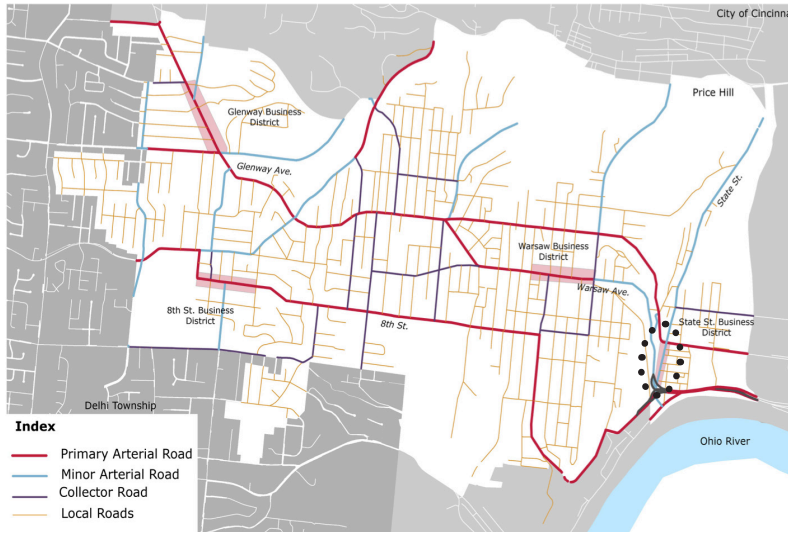 City of Cincinn
Price Hill
Glenway Business
District
Glenway Ave.
State St.
Warsaw Business
District
Warsaw Ave.
8th St. Business
District
8th St.
State St. Business
District
Delhi Township
Ohio River
Index
Primary Arterial Road
Minor Arterial Road
Collector Road
Local Roads